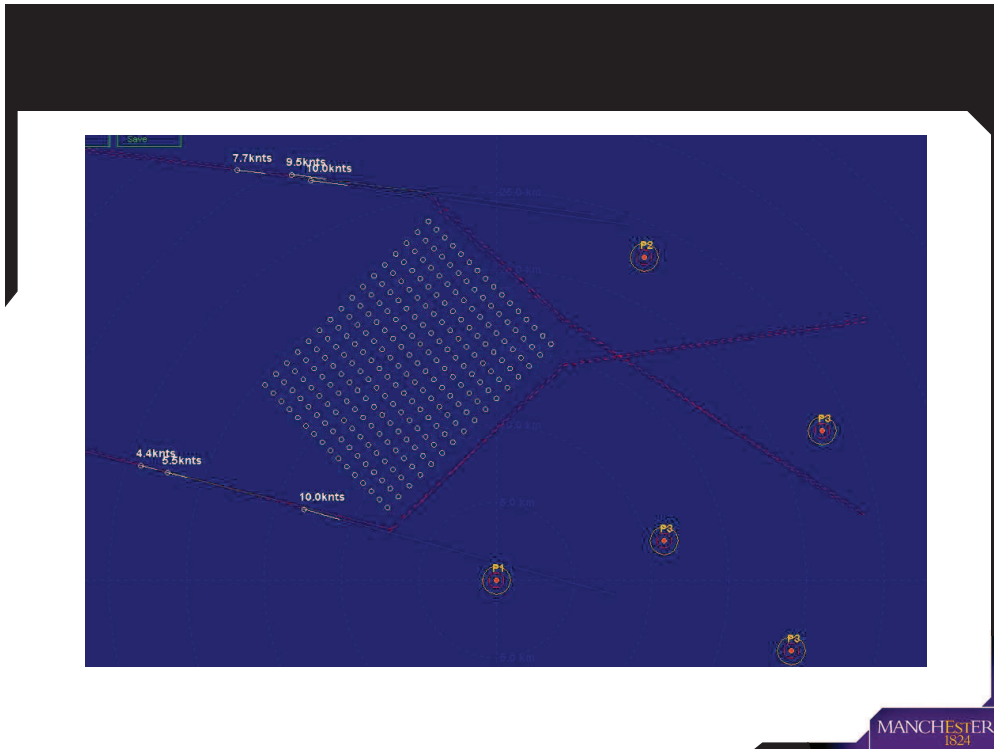 Save
7.7knts
9.5knts
10.0knts
P2
P3
4.4knts
5.5knts
10.0knts
P3
P1
P3
MANCHESTER
1824